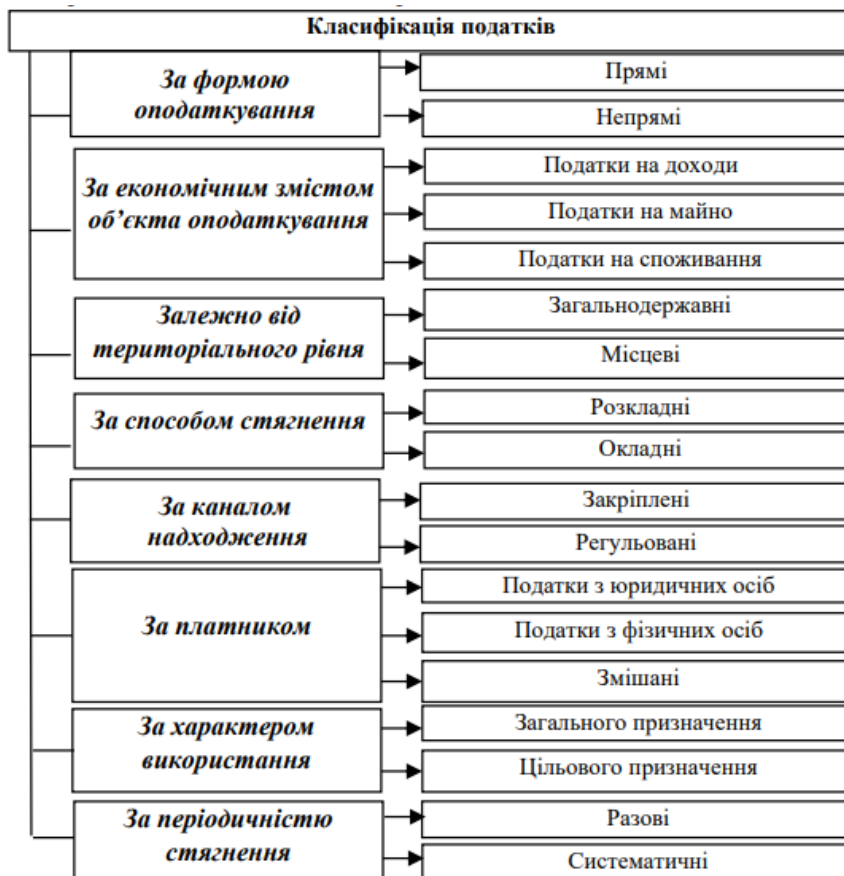 Класифікація податків
За формою
оподаткування
Прямі
Непрямі
За економічним змістом
об’єкта оподаткування
Податки на доходи
Податки на майно
Податки на споживання
Залежно від
територіального рівня
Загальнодержавні
Місцеві
За способом стягнення
Розкладні
Окладні
За каналом
надходження
Закріплені
Регульовані
За платником
Податки з юридичних осіб
Податки з фізичних осіб
Змішані
За характером
використання
Загального призначення
Цільового призначення
За періодичністю
стягнення
Разові
Систематичні